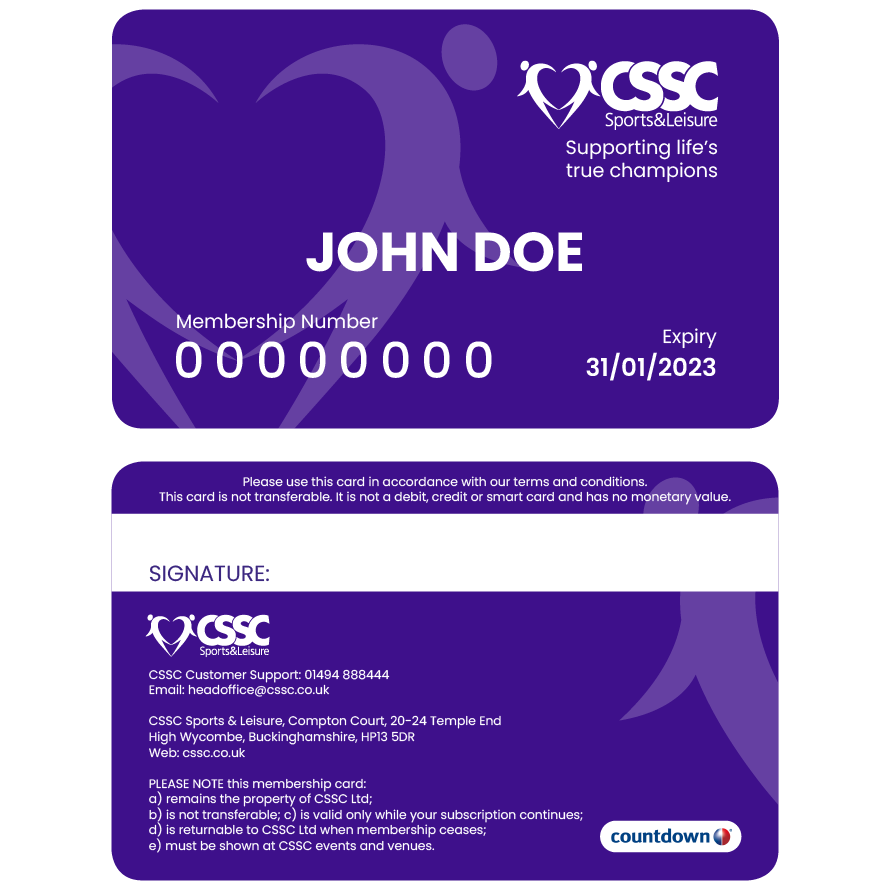 CSSC
Sports&Leisure
Supporting life’s
true champions
JOHN DOE
Membership Number
00000000
Expiry
31/01/2023
Please use this card in accordance with our terms and conditions.
This card is not transferable. It is not a debit, credit or smart card and has no monetary value.
SIGNATURE:
CSSC
Sports&Leisure
CSSC Customer Support: 01494 888444
Email: headoffice@cssc.co.uk
CSSC Sports & Leisure, Compton Court, 20-24 Temple End
High Wycombe, Buckinghamshire, HP13 5DR
Web: cssc.co.uk
PLEASE NOTE this membership card:
a) remains the property of CSSC Ltd;
b) is not transferable; c) is valid only while your subscription continues;
d) is returnable to CSSC Ltd when membership ceases;
e) must be shown at CSSC events and venues.
countdown